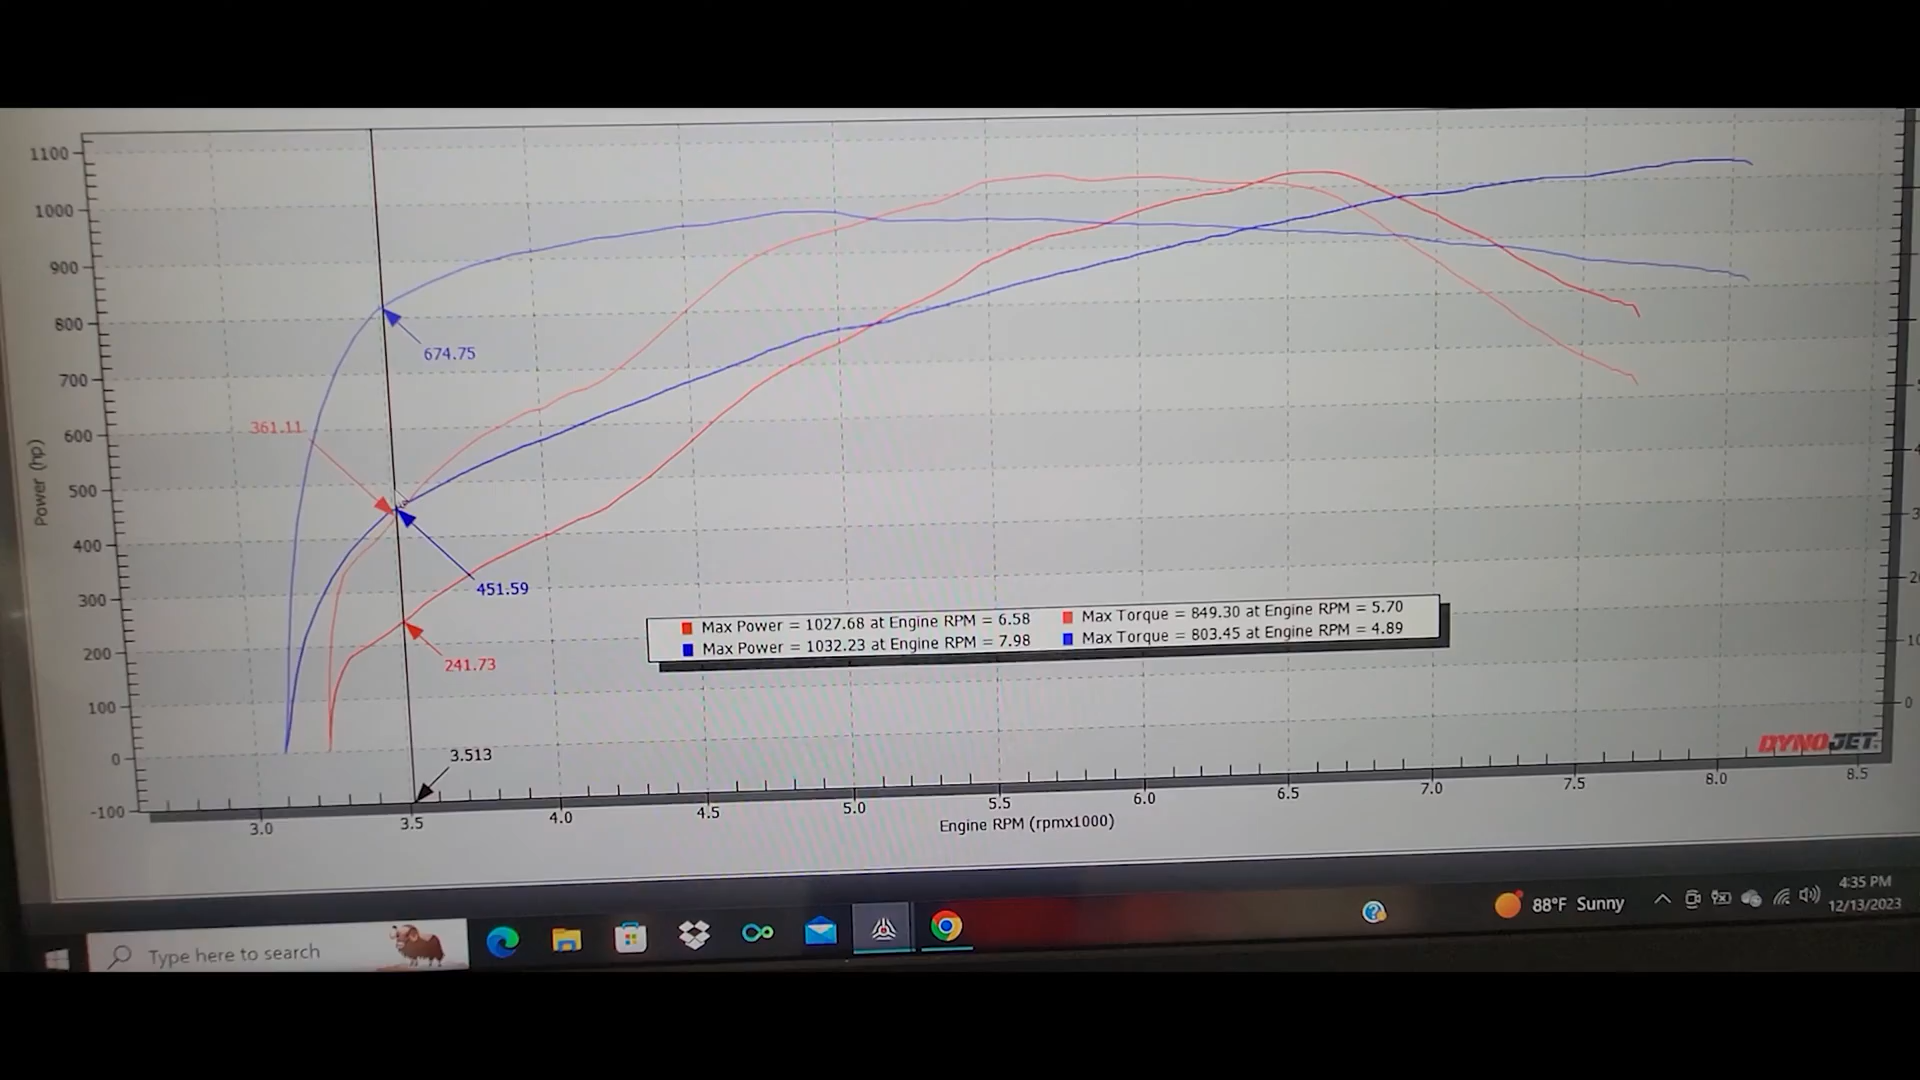 1100
1000
900
800
700
600
500
400
300
200
100
0
-100
Power (hp)
674.75
361.11
451.59
241.73
3.513
Max Power = 1027.68 at Engine RPM = 6.58
Max Torque = 849.30 at Engine RPM = 5.70
Max Power = 1032.23 at Engine RPM = 7.98
Max Torque = 803.45 at Engine RPM = 4.89
0
DYNOJET
3.0 3.5 4.0 4.5 5.0 5.5 6.0 6.5 7.0 7.5 8.0 8.5
Engine RPM (rpmx1000)
Type here to search
88°F Sunny
4:35 PM
12/13/2023